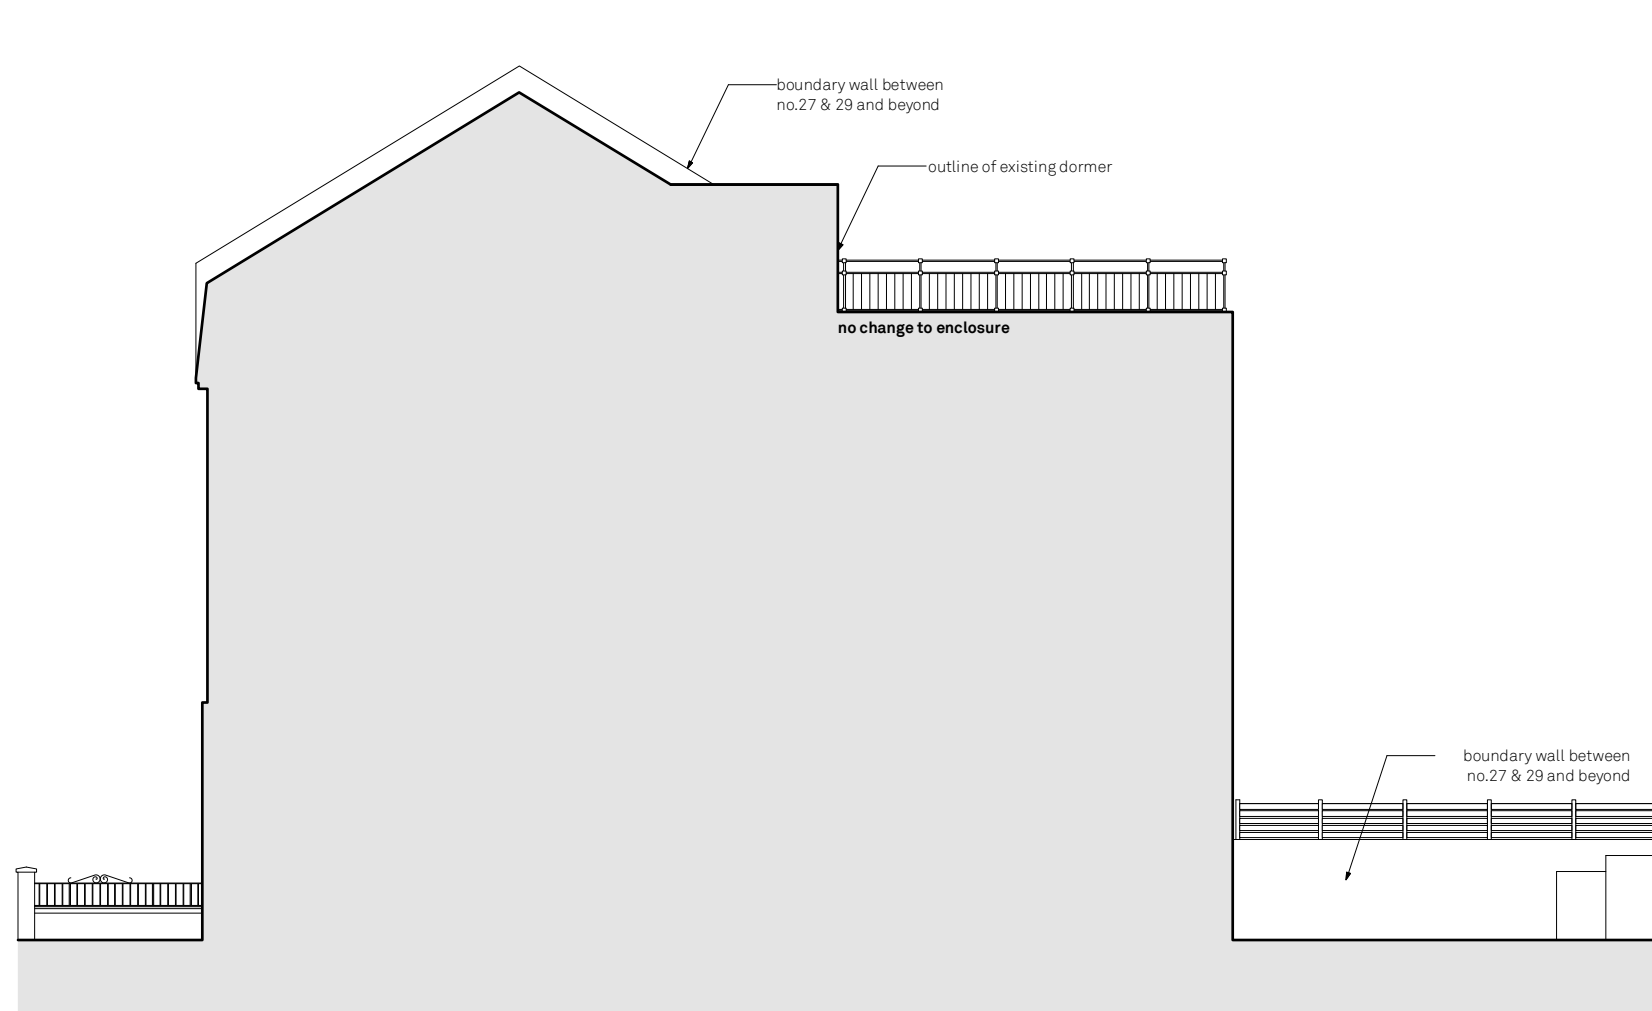 boundary wall between
no.27 & 29 and beyond
outline of existing dormer
no change to enclosure
boundary wall between
no.27 & 29 and beyond